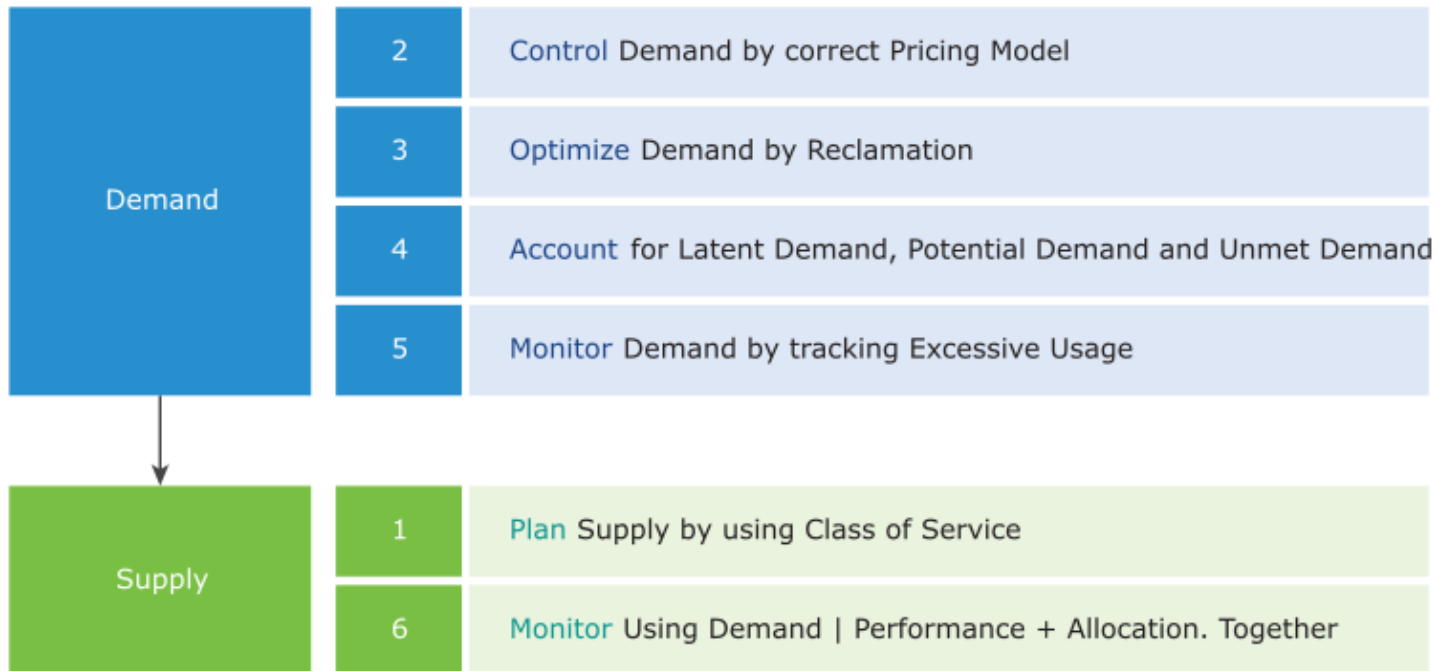 Demand
2
Control Demand by correct Pricing Model
3
Optimize Demand by Reclamation
4
Account for Latent Demand, Potential Demand and Unmet Demand
5
Monitor Demand by tracking Excessive Usage
Supply
1
Plan Supply by using Class of Service
6
Monitor Using Demand | Performance + Allocation. Together